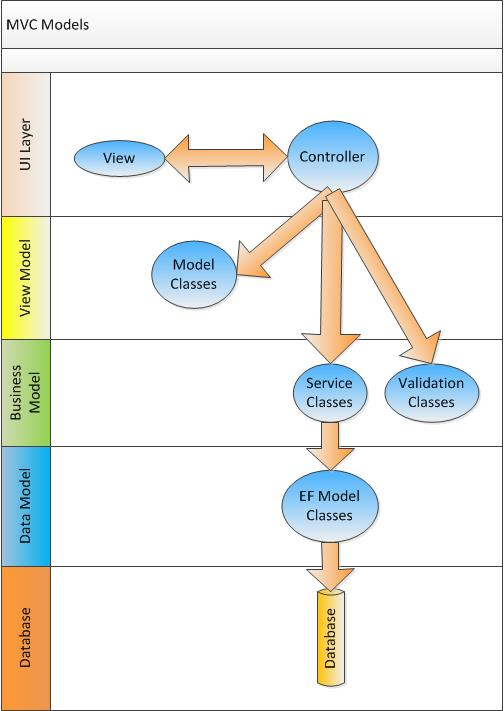 MVC Models
UI Layer
View
Controller
View Model
Model
Classes
Business
Model
Service
Classes
Validation
Classes
Data Model
EF Model
Classes
Database
Database